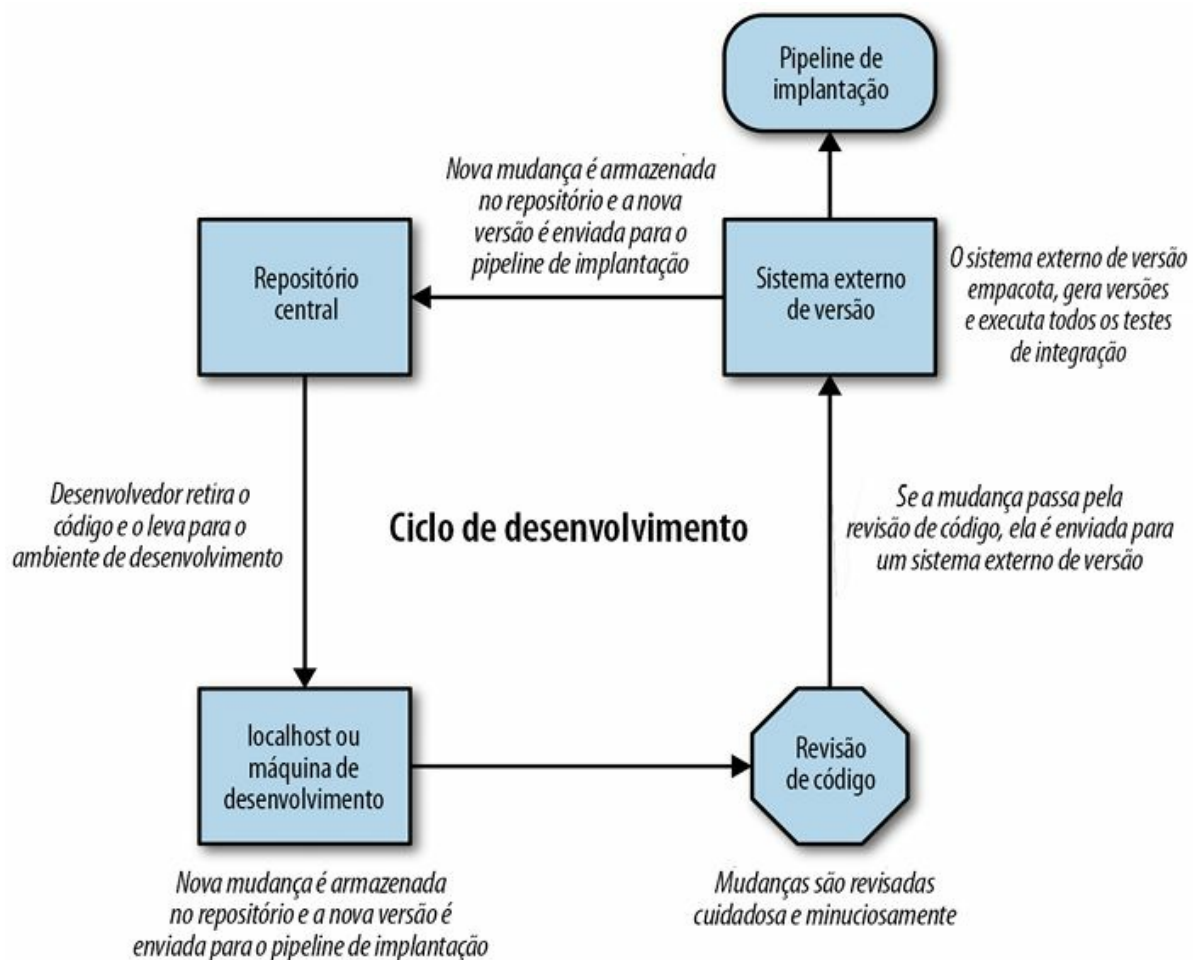 Pipeline de
implantação
Nova mudança é armazenada
no repositório e a nova
versão é enviada para o
pipeline de implantação
Repositório
central
Sistema externo
de versão
O sistema externo de versão
empacota, gera versões
e executa todos os testes
de integração
Desenvolvedor retira o
código e o leva para o
ambiente de desenvolvimento
Ciclo de desenvolvimento
Se a mudança passa pela
revisão de código, ela é enviada para
um sistema externo de versão
localhost ou
máquina de
desenvolvimento
Revisão
de código
Nova mudança é armazenada
no repositório e a nova versão é
enviada para o pipeline de implantação
Mudanças são revisadas
cuidadosa e minuciosamente